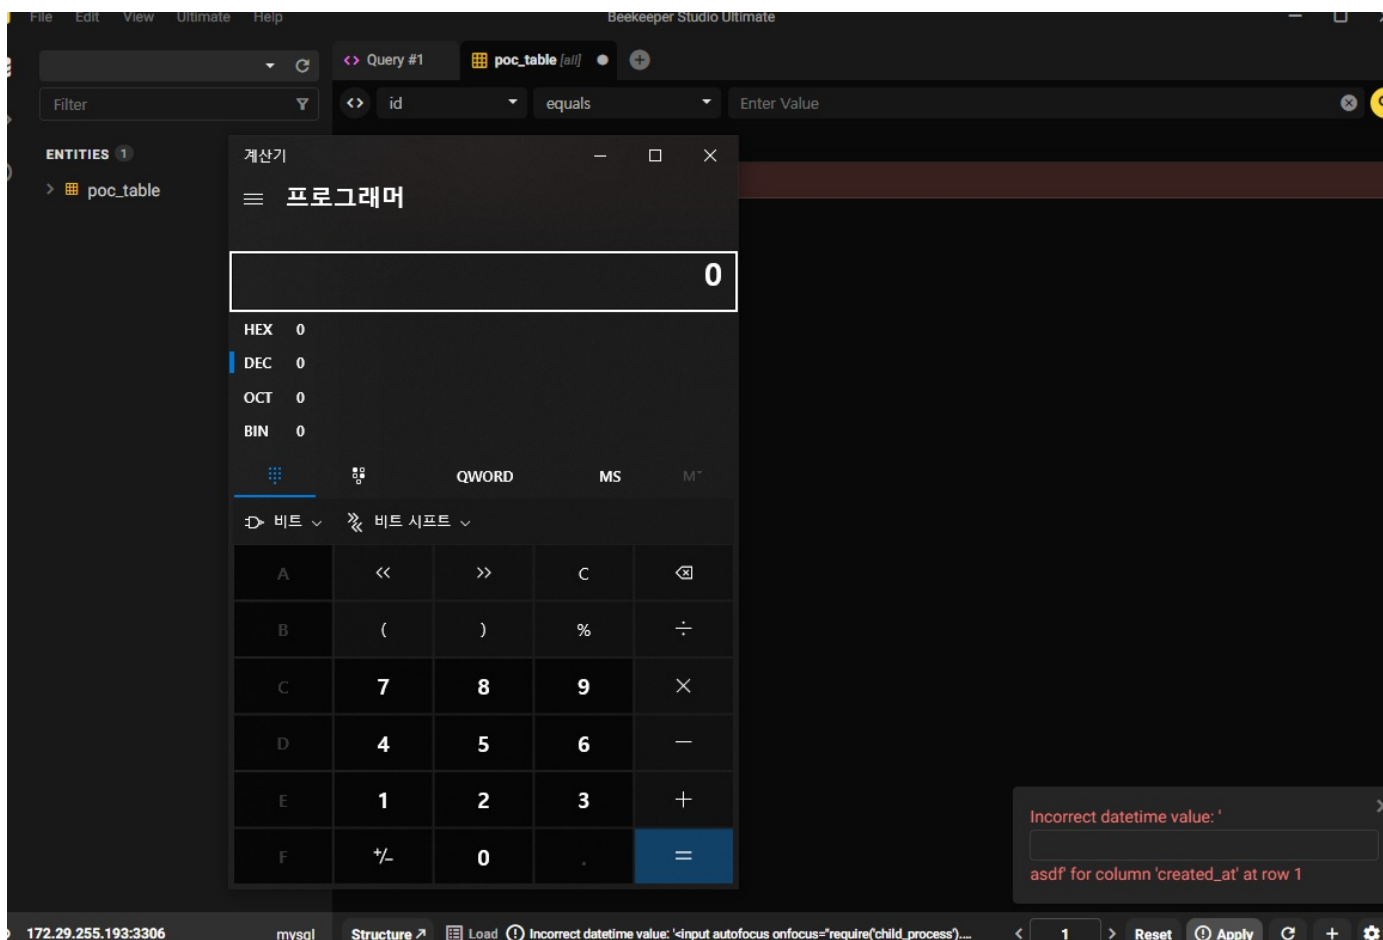 File Edit View Ultimate Help Beekeeper Studio Ultimate
Query #1 poc_table [all]
Filter id equals Enter Value
ENTITIES 1
poc_table
계산기
프로그래머
0
HEX 0
DEC 0
OCT 0
BIN 0
QWORD MS M
비트 비트 시프트
A << >> C
B ( ) % ÷
C 7 8 9 ×
D 4 5 6 −
E 1 2 3 +
F +/− 0 . =
Incorrect datetime value: '
asdf' for column 'created_at' at row 1
172.29.255.193:3306 mysql Structure Load Incorrect datetime value: '<input autofocus onfocus="require('child_process').... < 1 > Reset Apply +